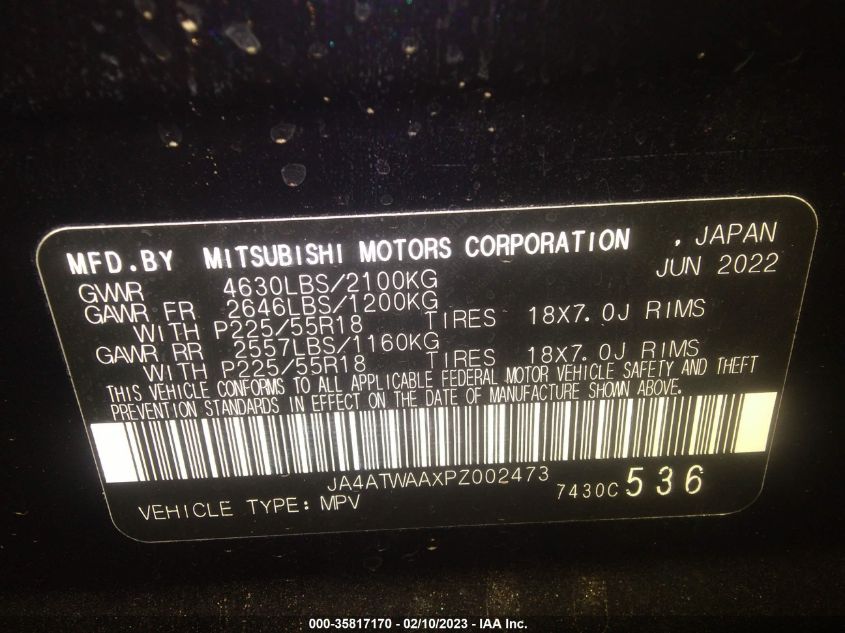 MFD.BY MITSUBISHI MOTORS CORPORATION , JAPAN
GVWR 4630LBS/2100KG JUN 2022
GAWR FR 2646LBS/1200KG
WITH P225/55R18 TIRES 18X7.0J RIMS
GAWR RR 2557LBS/1160KG
WITH P225/55R18 TIRES 18X7.0J RIMS
THIS VEHICLE CONFORMS TO ALL APPLICABLE FEDERAL MOTOR VEHICLE SAFETY AND THEFT
PREVENTION STANDARDS IN EFFECT ON THE DATE OF MANUFACTURE SHOWN ABOVE.
JA4ATWAAXPZ002473
VEHICLE TYPE: MPV 7430C 536
000-35817170 - 02/10/2023 - IAA Inc.